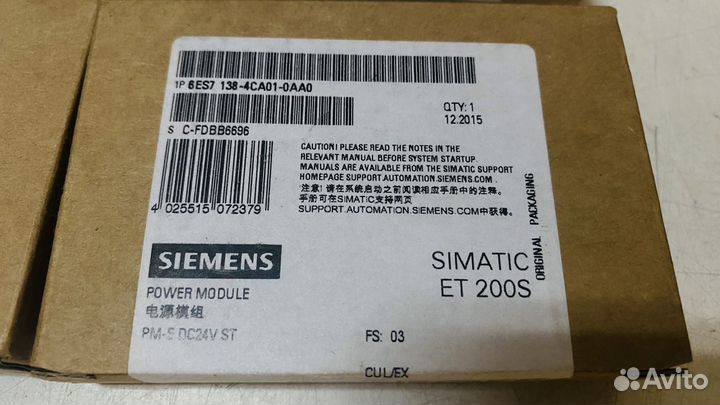 1P 6ES7 138-4CA01-0AA0
QTY: 1
12.2015
S C-FDBB6696
CAUTION! PLEASE READ THE NOTES IN THE
RELEVANT MANUAL BEFORE SYSTEM STARTUP.
MANUALS ARE AVAILABLE FROM THE SIMATIC SUPPORT
HOMEPAGE SUPPORT.AUTOMATION.SIEMENS.COM .
注意! 请在系统启动之前阅读相应手册中的注释。
手册可在SIMATIC支持网页
SUPPORT.AUTOMATION.SIEMENS.COM中获得。
4 025515 072379
ORIGINAL PACKAGING
SIEMENS
SIMATIC
ET 200S
POWER MODULE
电源模组
PM-E DC24V ST
FS: 03
CUL/EX
Avito